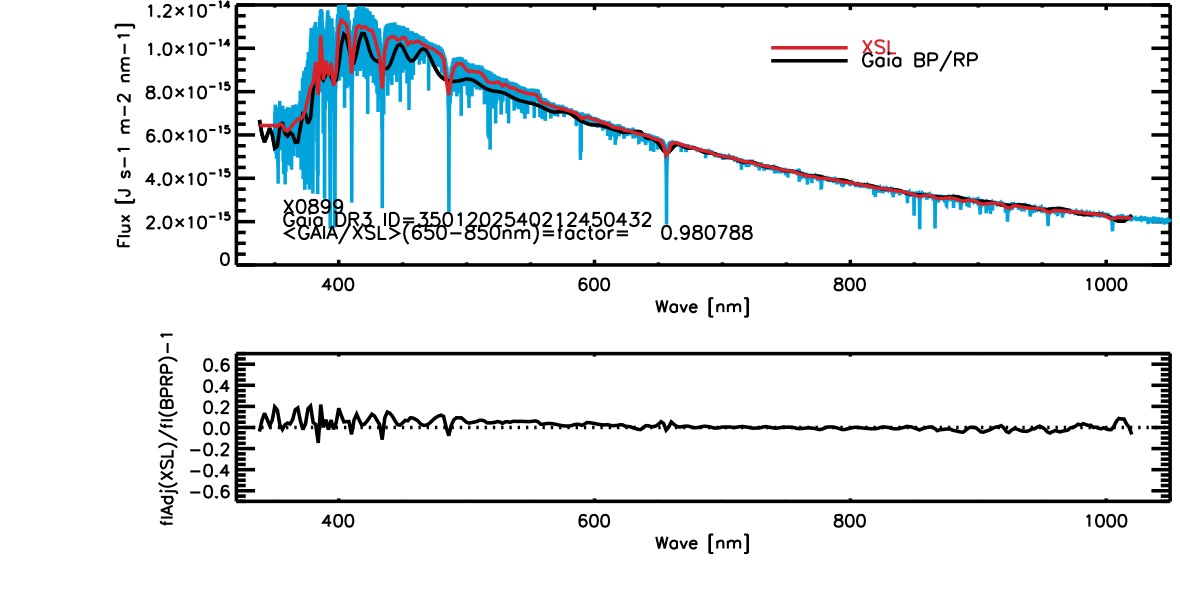 1.2×10−14
1.0×10−14
8.0×10−15
6.0×10−15
4.0×10−15
2.0×10−15
0
Flux [J s−1 m−2 nm−1]
XSL
Gaia BP/RP
X0899
Gaia DR3 ID=3501202540212450432
<GAIA/XSL>(650−850nm)=factor= 0.980788
400 600 800 1000
Wave [nm]
0.6
0.4
0.2
0.0
−0.2
−0.4
−0.6
flAdj(XSL)/fl(BPRP)−1
400 600 800 1000
Wave [nm]